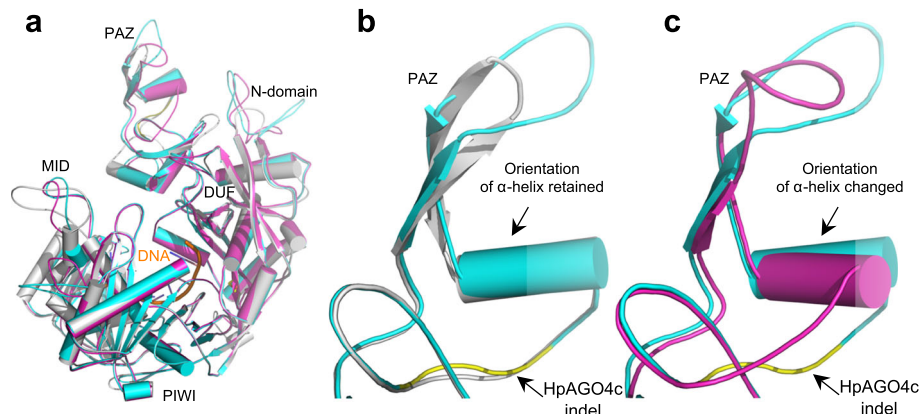 a
PAZ
N-domain
MID
DUF
DNA
PIWI
b
PAZ
Orientation
of α-helix retained
HpAGO4c
indel
c
PAZ
Orientation
of α-helix changed
HpAGO4c
indel